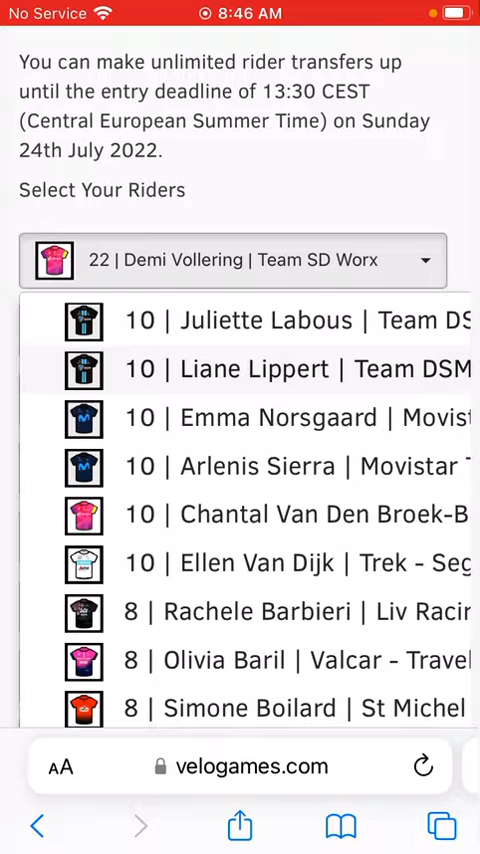 No Service 8:46 AM
You can make unlimited rider transfers up
until the entry deadline of 13:30 CEST
(Central European Summer Time) on Sunday
24th July 2022.
Select Your Riders
22 | Demi Vollering | Team SD Worx
10 | Juliette Labous | Team DS
10 | Liane Lippert | Team DSM
10 | Emma Norsgaard | Movist
10 | Arlenis Sierra | Movistar T
10 | Chantal Van Den Broek-B
10 | Ellen Van Dijk | Trek - Seg
8 | Rachele Barbieri | Liv Racin
8 | Olivia Baril | Valcar - Travel
8 | Simone Boilard | St Michel
AA velogames.com